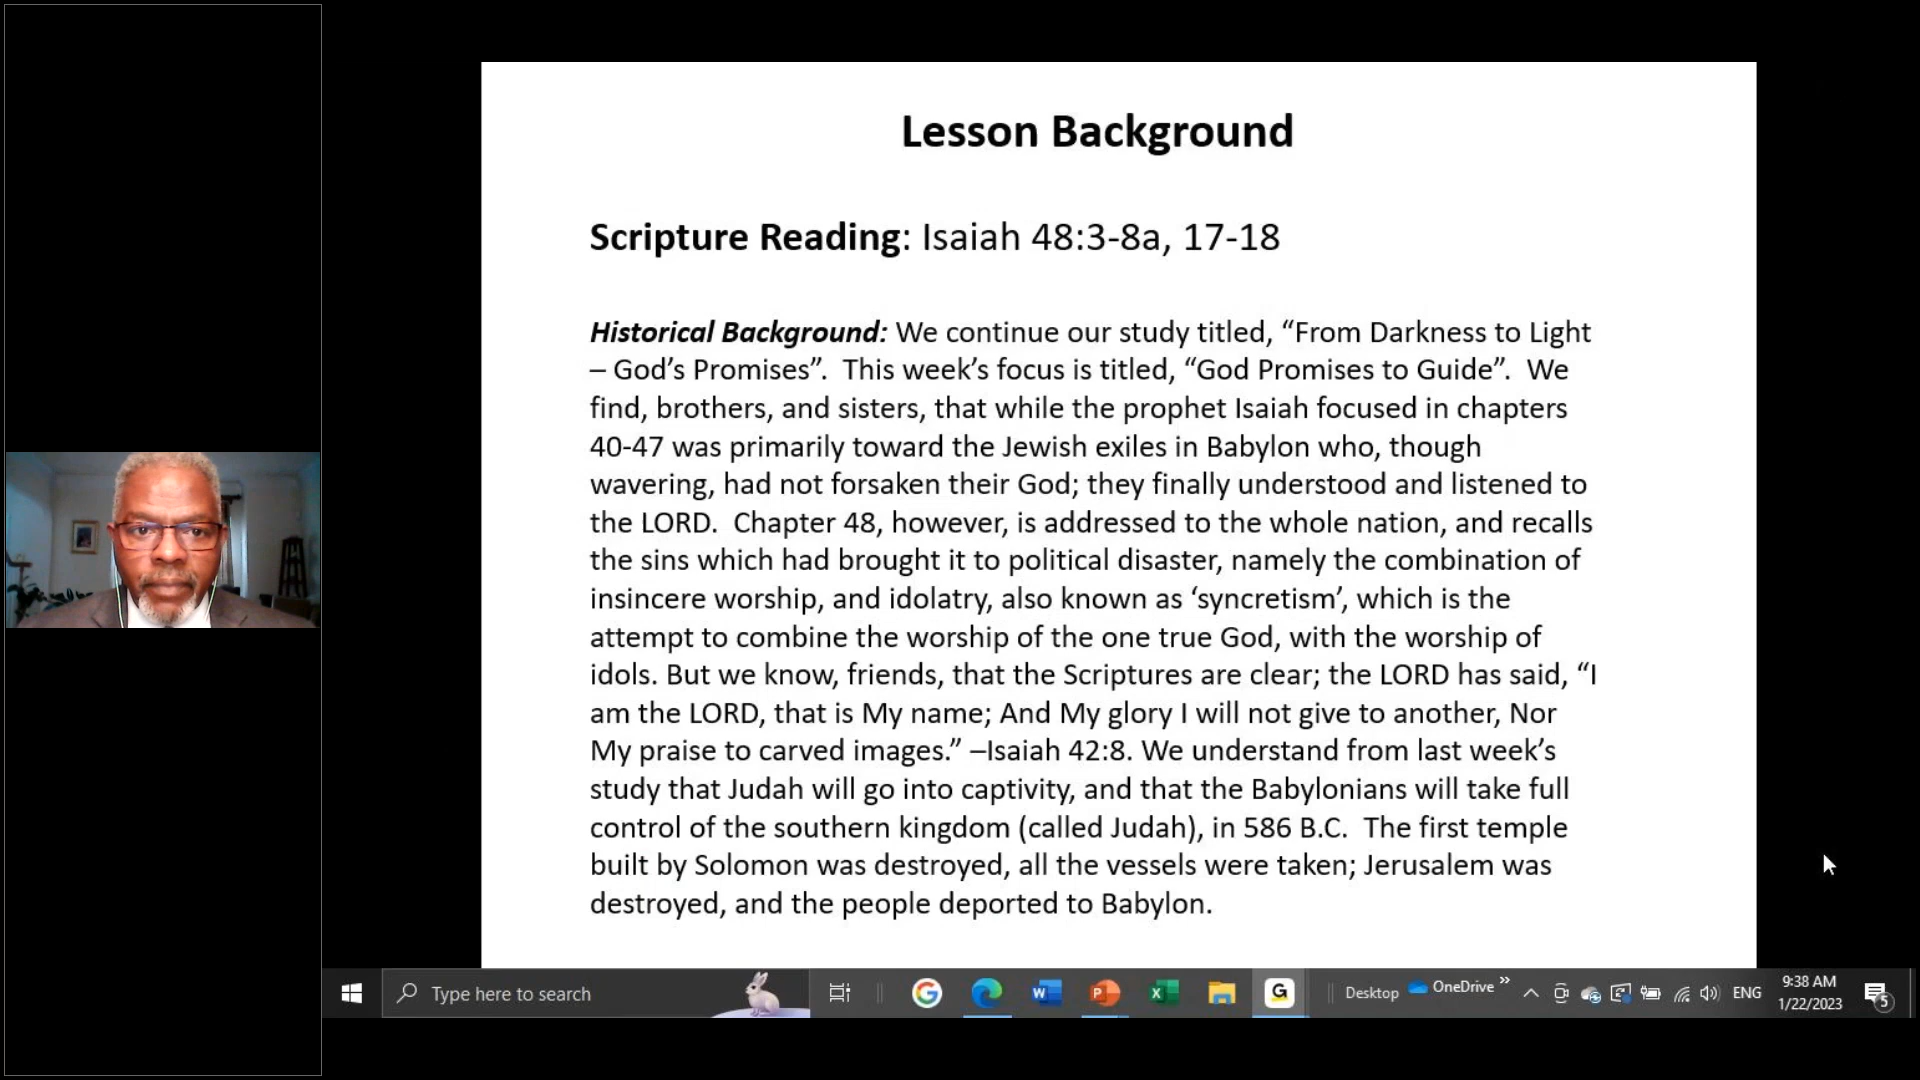 Lesson Background
Scripture Reading: Isaiah 48:3-8a, 17-18
Historical Background: We continue our study titled, “From Darkness to Light
– God’s Promises”.  This week’s focus is titled, “God Promises to Guide”.  We
find, brothers, and sisters, that while the prophet Isaiah focused in chapters
40-47 was primarily toward the Jewish exiles in Babylon who, though
wavering, had not forsaken their God; they finally understood and listened to
the LORD.  Chapter 48, however, is addressed to the whole nation, and recalls
the sins which had brought it to political disaster, namely the combination of
insincere worship, and idolatry, also known as ‘syncretism’, which is the
attempt to combine the worship of the one true God, with the worship of
idols. But we know, friends, that the Scriptures are clear; the LORD has said, “I
am the LORD, that is My name; And My glory I will not give to another, Nor
My praise to carved images.” –Isaiah 42:8. We understand from last week’s
study that Judah will go into captivity, and that the Babylonians will take full
control of the southern kingdom (called Judah), in 586 B.C.  The first temple
built by Solomon was destroyed, all the vessels were taken; Jerusalem was
destroyed, and the people deported to Babylon.
Type here to search
Desktop
OneDrive
ENG
9:38 AM
1/22/2023
5